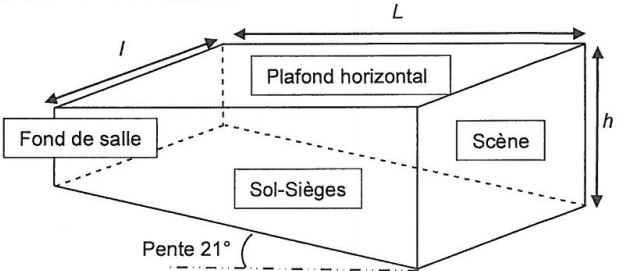 L
l
Plafond horizontal
h
Fond de salle
Scène
Sol-Sièges
Pente 21°